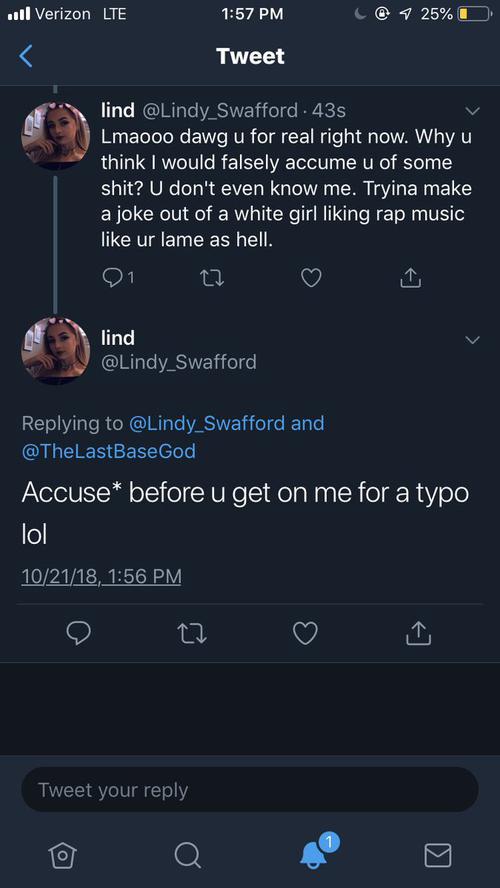 Verizon LTE 1:57 PM 25%
Tweet
lind @Lindy_Swafford · 43s
Lmaooo dawg u for real right now. Why u
think I would falsely accume u of some
shit? U don't even know me. Tryina make
a joke out of a white girl liking rap music
like ur lame as hell.
1
lind
@Lindy_Swafford
Replying to @Lindy_Swafford and
@TheLastBaseGod
Accuse* before u get on me for a typo
lol
10/21/18, 1:56 PM
Tweet your reply
1